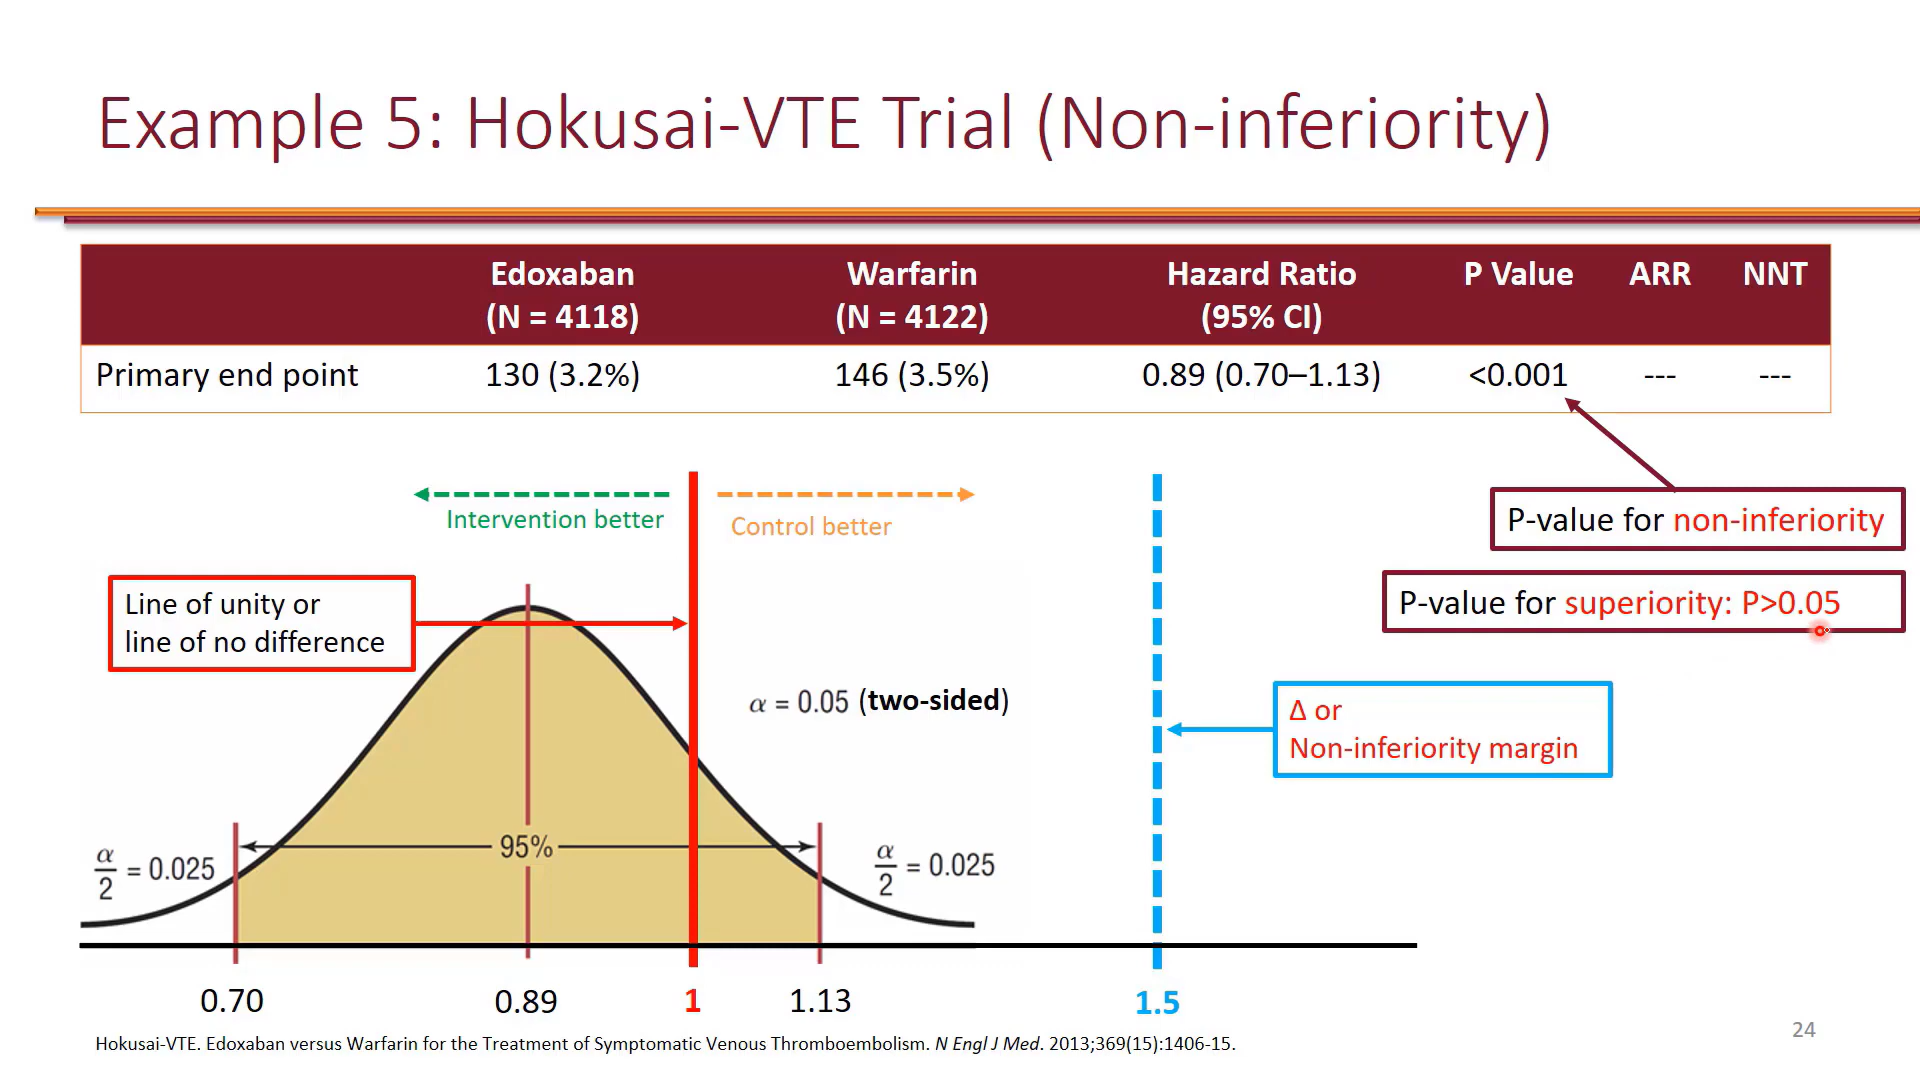 Example 5: Hokusai-VTE Trial (Non-inferiority)
Edoxaban Warfarin Hazard Ratio P Value ARR NNT
(N = 4118) (N = 4122) (95% CI)
Primary end point 130 (3.2%) 146 (3.5%) 0.89 (0.70–1.13) <0.001 --- ---
Intervention better
Control better
P-value for non-inferiority
P-value for superiority: P>0.05
Line of unity or
line of no difference
α = 0.05 (two-sided)
Δ or
Non-inferiority margin
α/2 = 0.025
95%
α/2 = 0.025
0.70 0.89 1 1.13 1.5
Hokusai-VTE. Edoxaban versus Warfarin for the Treatment of Symptomatic Venous Thromboembolism. N Engl J Med. 2013;369(15):1406-15.
24